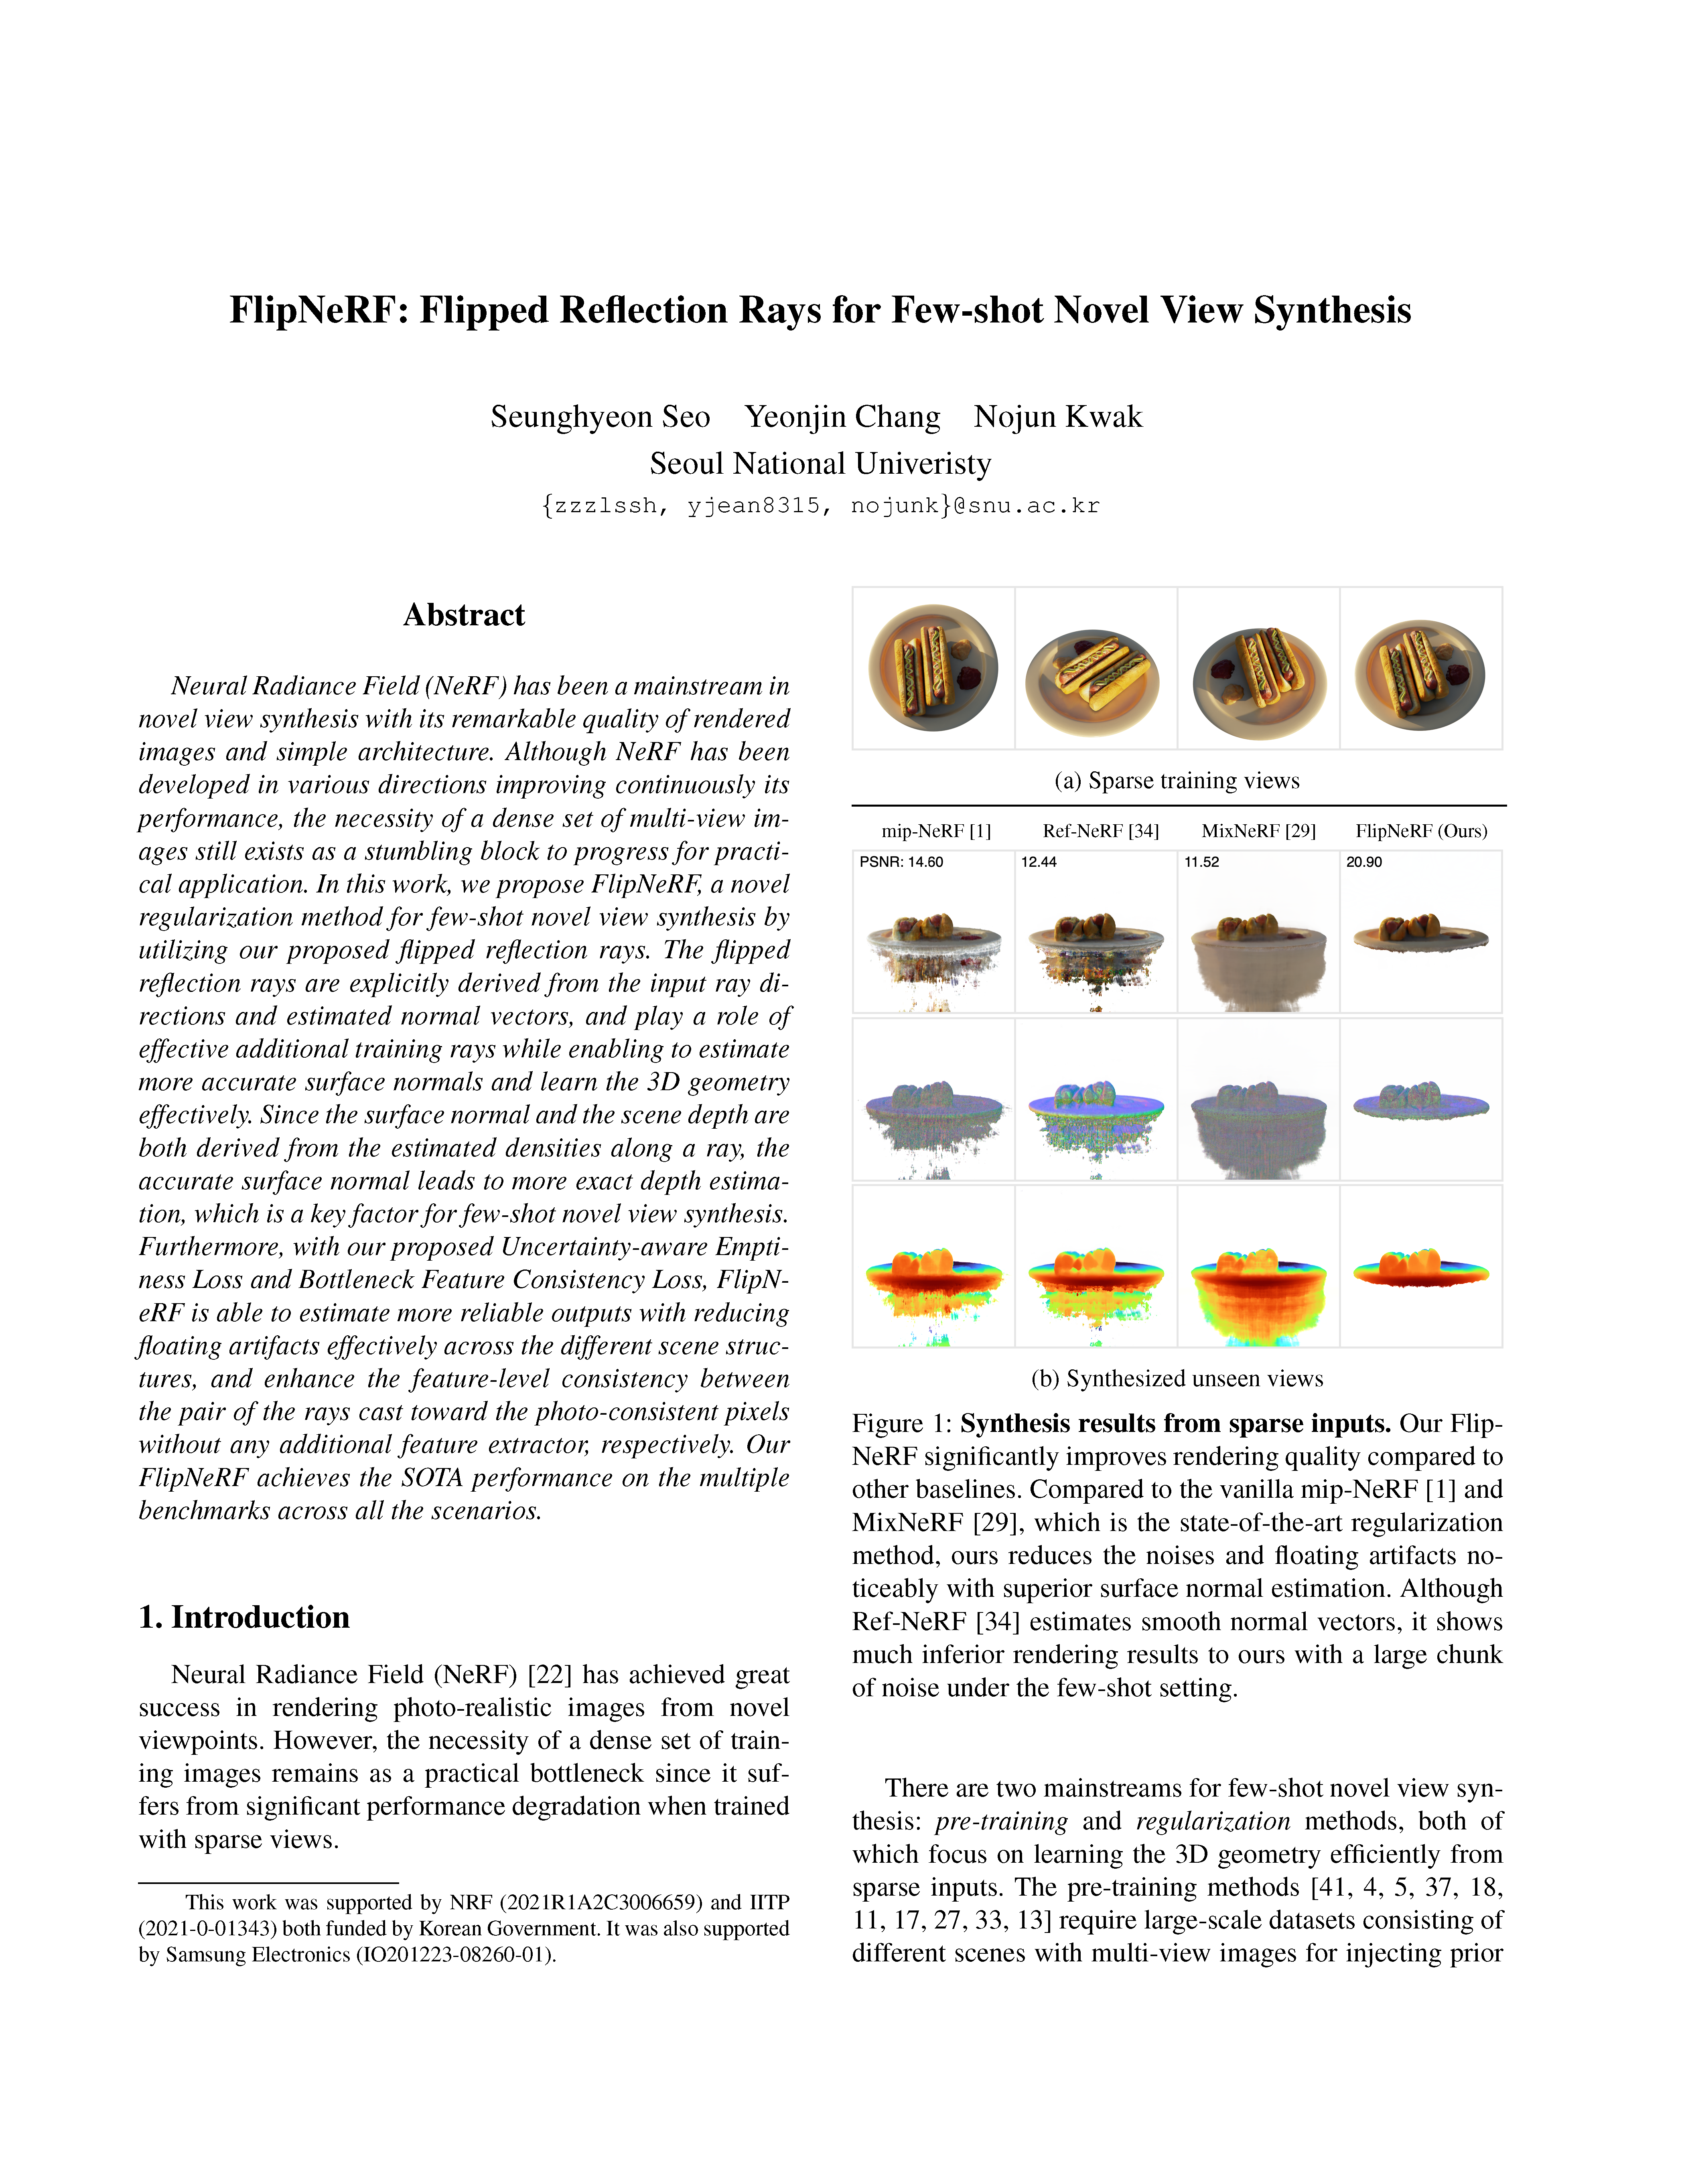 FlipNeRF: Flipped Reflection Rays for Few-shot Novel View Synthesis
Seunghyeon Seo Yeonjin Chang Nojun Kwak
Seoul National Univeristy
{zzzlssh, yjean8315, nojunk}@snu.ac.kr
Abstract
Neural Radiance Field (NeRF) has been a mainstream in
novel view synthesis with its remarkable quality of rendered
images and simple architecture. Although NeRF has been
developed in various directions improving continuously its
performance, the necessity of a dense set of multi-view im-
ages still exists as a stumbling block to progress for practi-
cal application. In this work, we propose FlipNeRF, a novel
regularization method for few-shot novel view synthesis by
utilizing our proposed flipped reflection rays. The flipped
reflection rays are explicitly derived from the input ray di-
rections and estimated normal vectors, and play a role of
effective additional training rays while enabling to estimate
more accurate surface normals and learn the 3D geometry
effectively. Since the surface normal and the scene depth are
both derived from the estimated densities along a ray, the
accurate surface normal leads to more exact depth estima-
tion, which is a key factor for few-shot novel view synthesis.
Furthermore, with our proposed Uncertainty-aware Empti-
ness Loss and Bottleneck Feature Consistency Loss, FlipN-
eRF is able to estimate more reliable outputs with reducing
floating artifacts effectively across the different scene struc-
tures, and enhance the feature-level consistency between
the pair of the rays cast toward the photo-consistent pixels
without any additional feature extractor, respectively. Our
FlipNeRF achieves the SOTA performance on the multiple
benchmarks across all the scenarios.
1. Introduction
Neural Radiance Field (NeRF) [22] has achieved great
success in rendering photo-realistic images from novel
viewpoints. However, the necessity of a dense set of train-
ing images remains as a practical bottleneck since it suf-
fers from significant performance degradation when trained
with sparse views.
This work was supported by NRF (2021R1A2C3006659) and IITP
(2021-0-01343) both funded by Korean Government. It was also supported
by Samsung Electronics (IO201223-08260-01).
(a) Sparse training views
mip-NeRF [1] Ref-NeRF [34] MixNeRF [29] FlipNeRF (Ours)
PSNR: 14.60 12.44 11.52 20.90
(b) Synthesized unseen views
Figure 1: Synthesis results from sparse inputs. Our Flip-
NeRF significantly improves rendering quality compared to
other baselines. Compared to the vanilla mip-NeRF [1] and
MixNeRF [29], which is the state-of-the-art regularization
method, ours reduces the noises and floating artifacts no-
ticeably with superior surface normal estimation. Although
Ref-NeRF [34] estimates smooth normal vectors, it shows
much inferior rendering results to ours with a large chunk
of noise under the few-shot setting.
There are two mainstreams for few-shot novel view syn-
thesis: pre-training and regularization methods, both of
which focus on learning the 3D geometry efficiently from
sparse inputs. The pre-training methods [41, 4, 5, 37, 18,
11, 17, 27, 33, 13] require large-scale datasets consisting of
different scenes with multi-view images for injecting prior